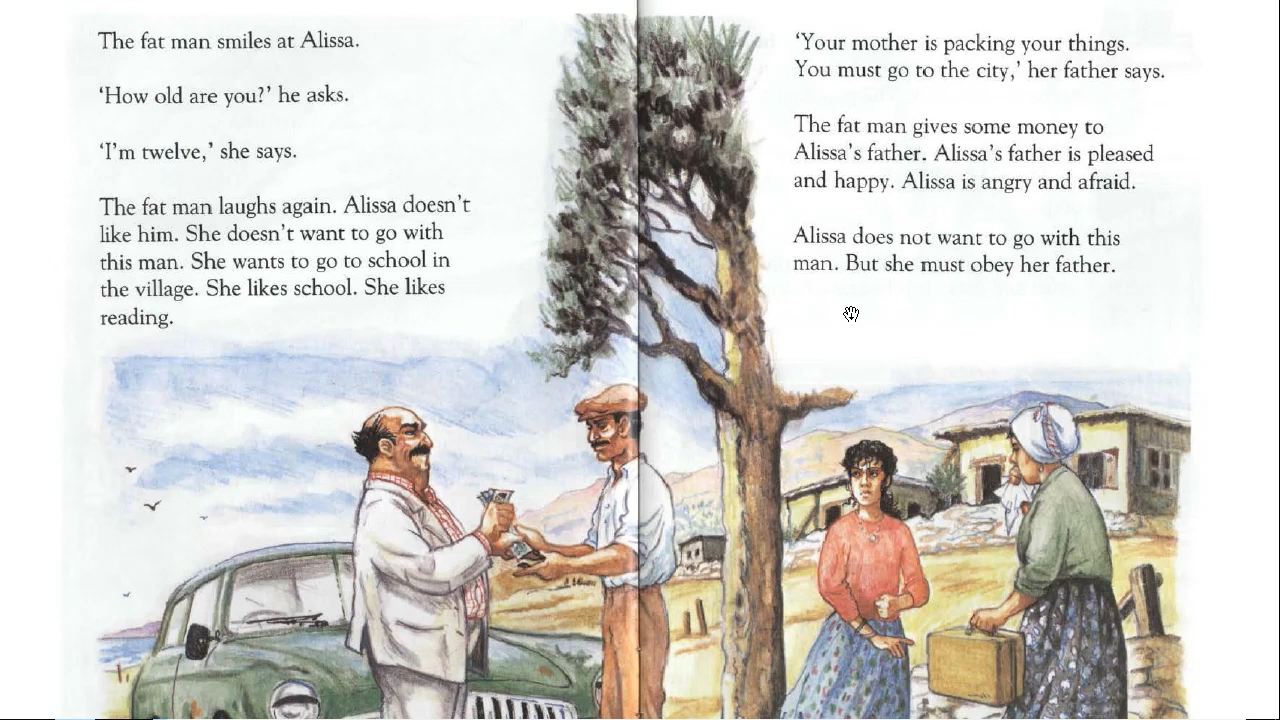 The fat man smiles at Alissa.
‘How old are you?’ he asks.
‘I’m twelve,’ she says.
The fat man laughs again. Alissa doesn’t
like him. She doesn’t want to go with
this man. She wants to go to school in
the village. She likes school. She likes
reading.
‘Your mother is packing your things.
You must go to the city,’ her father says.
The fat man gives some money to
Alissa’s father. Alissa’s father is pleased
and happy. Alissa is angry and afraid.
Alissa does not want to go with this
man. But she must obey her father.